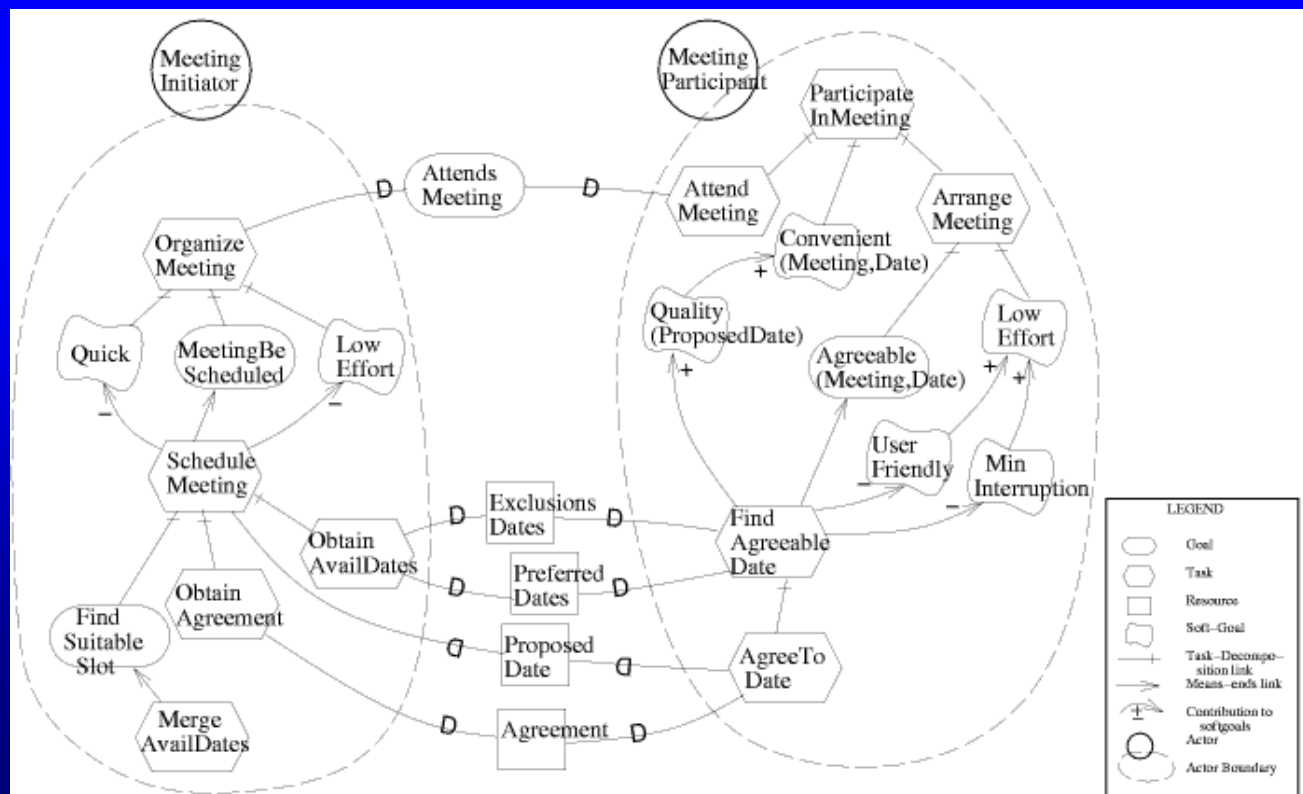 Meeting
Initiator
Meeting
Participant
Participate
InMeeting
Attends
Meeting
D
D
Attend
Meeting
Arrange
Meeting
Organize
Meeting
Convenient
(Meeting,Date)
+
Quality
(ProposedDate)
+
Low
Effort
Quick
MeetingBe
Scheduled
Low
Effort
Agreeable
(Meeting,Date)
+
+
−
−
User
Friendly
−
Min
Interruption
−
Schedule
Meeting
Exclusions
Dates
D
D
Obtain
AvailDates
Find
Agreeable
Date
Preferred
Dates
D
D
Obtain
Agreement
Find
Suitable
Slot
Proposed
Date
D
D
AgreeTo
Date
Merge
AvailDates
Agreement
D
D
LEGEND
Goal
Task
Resource
Soft−Goal
Task−Decompo−
sition link
Means−ends link
±
Contribution to
softgoals
Actor
Actor Boundary